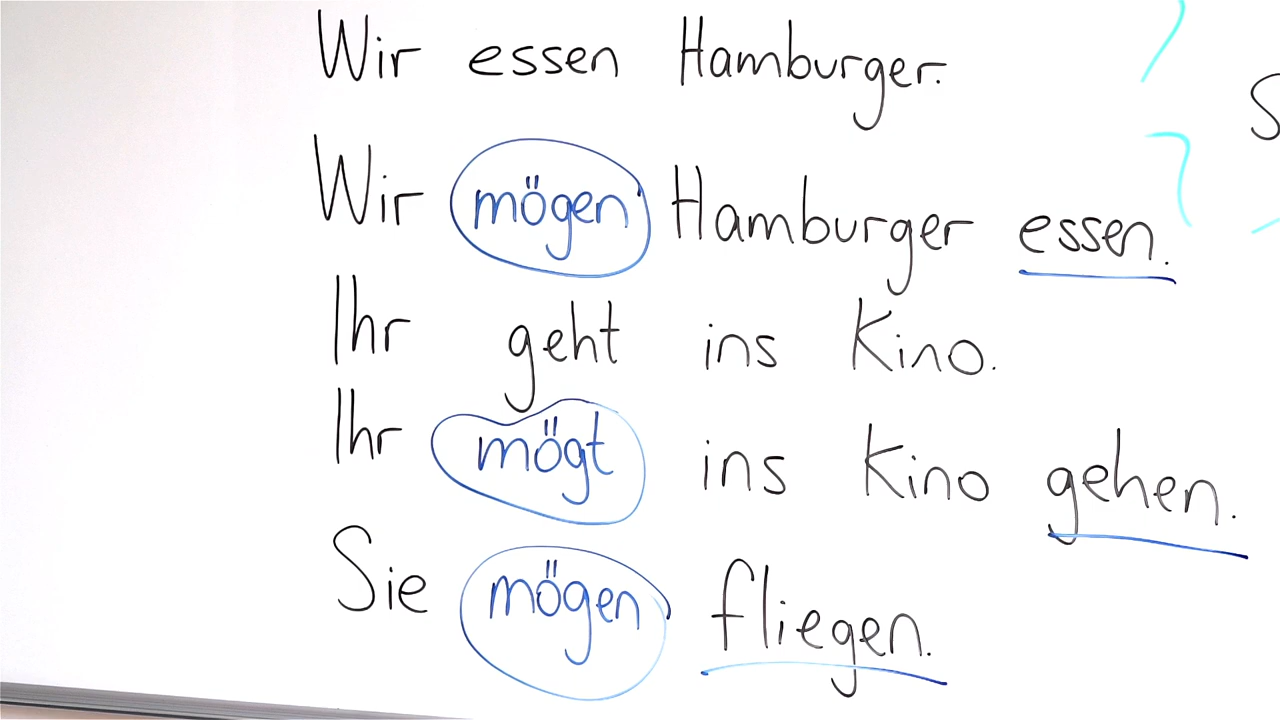 Wir essen Hamburger.
Wir mögen Hamburger essen.
Ihr geht ins Kino.
Ihr mögt ins Kino gehen.
Sie mögen fliegen.